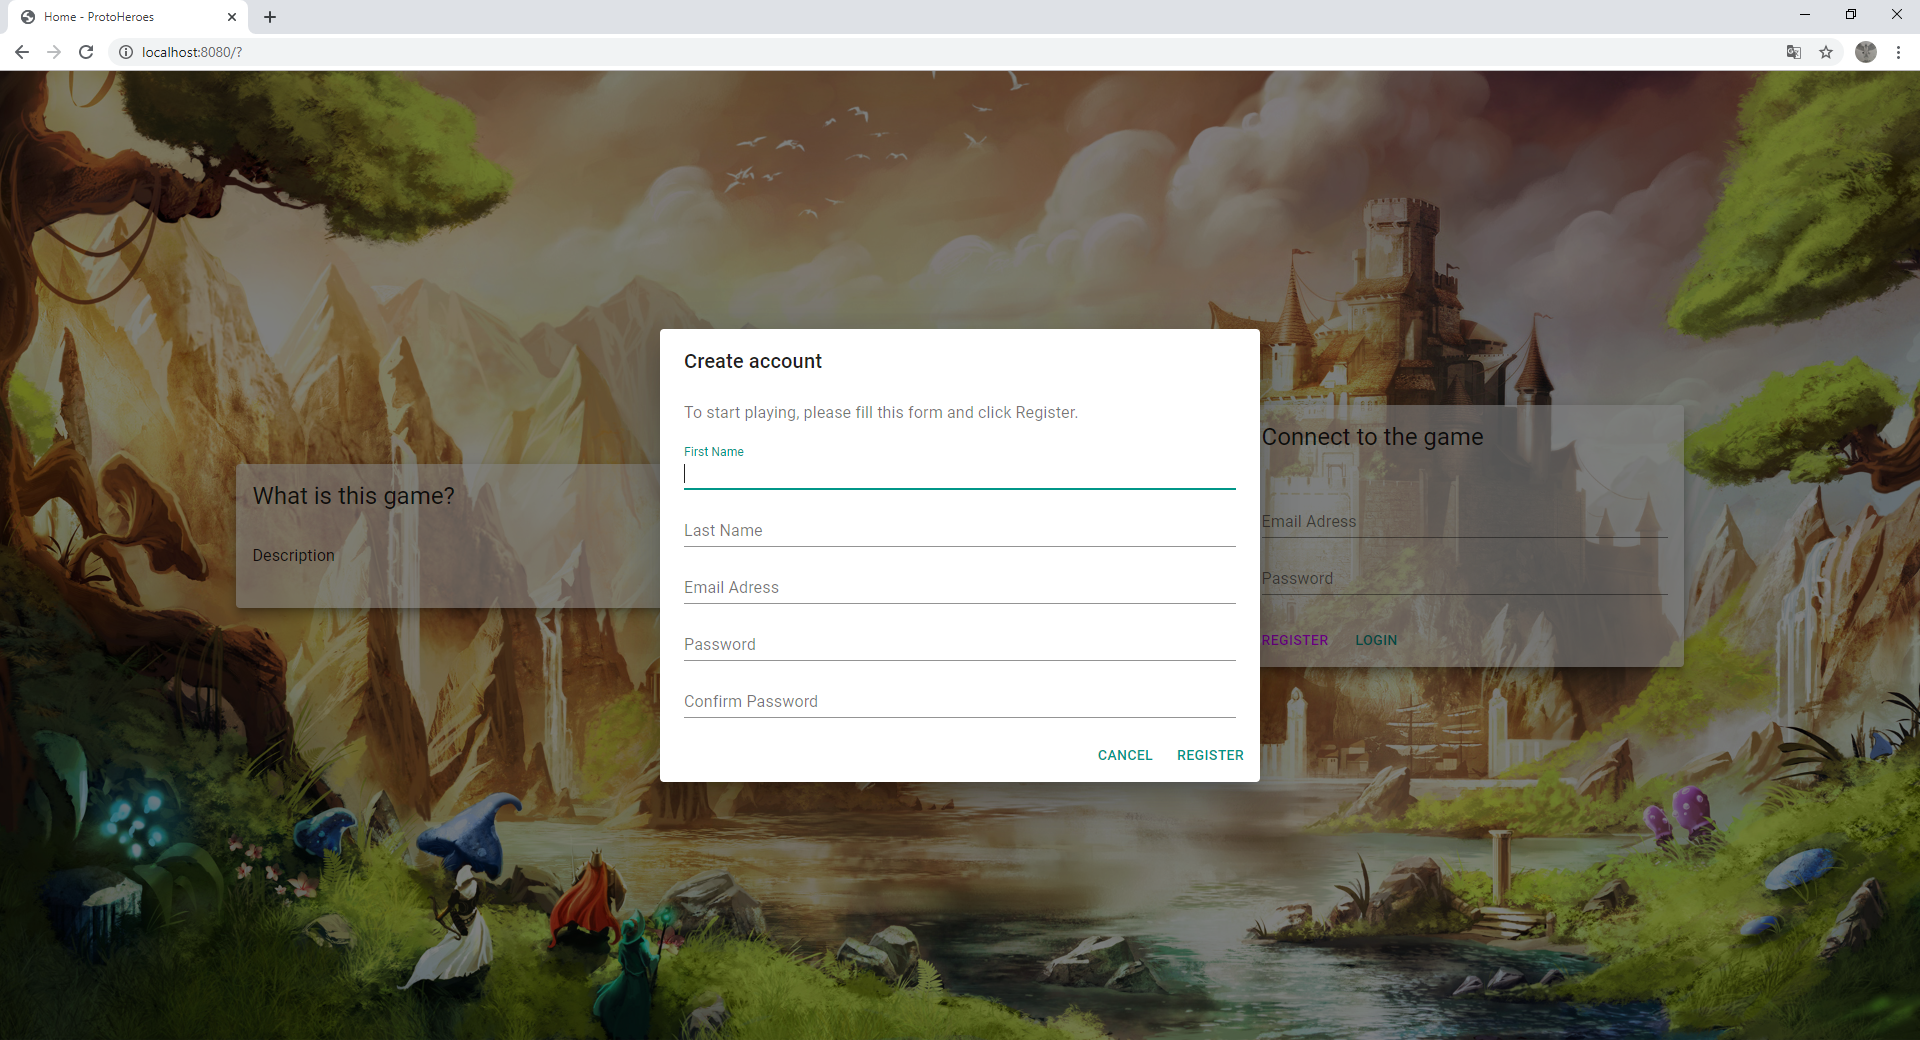 Home - ProtoHeroes
localhost:8080/?
Create account
To start playing, please fill this form and click Register.
First Name
Last Name
Email Adress
Password
Confirm Password
CANCEL REGISTER
What is this game?
Description
Connect to the game
Email Adress
Password
REGISTER LOGIN